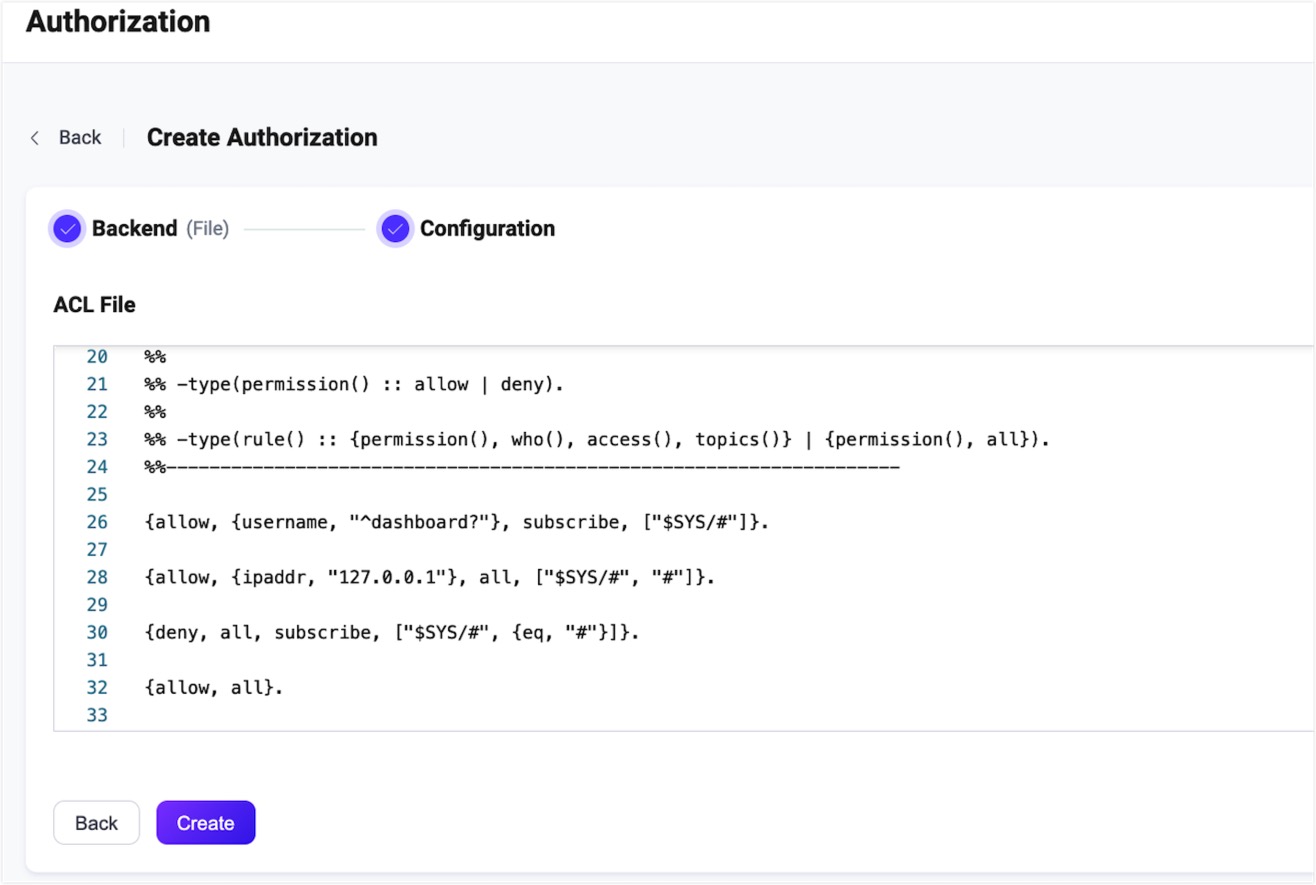 Authorization
Back Create Authorization
Backend (File) Configuration
ACL File
20 %%
21 %% -type(permission() :: allow | deny).
22 %%
23 %% -type(rule() :: {permission(), who(), access(), topics()} | {permission(), all}).
24 %%--------------------------------------------------------------------
25
26 {allow, {username, "^dashboard?"}, subscribe, ["$SYS/#"]}.
27
28 {allow, {ipaddr, "127.0.0.1"}, all, ["$SYS/#", "#"]}.
29
30 {deny, all, subscribe, ["$SYS/#", {eq, "#"}]}.
31
32 {allow, all}.
33
Back Create